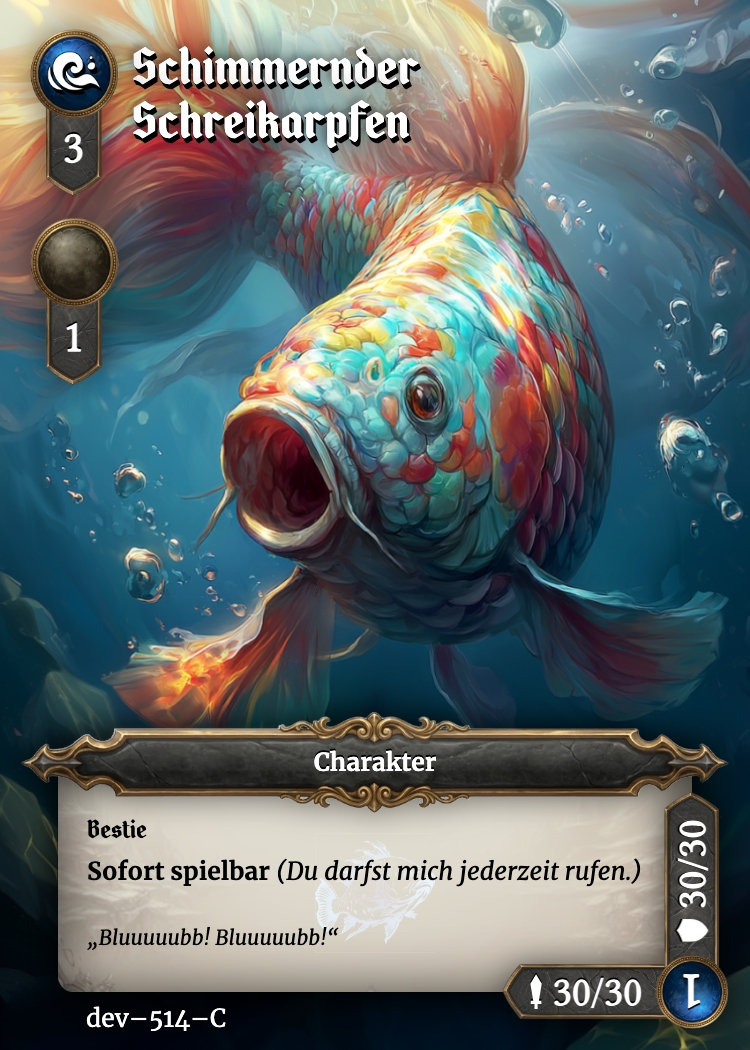 Schimmernder
Schreikarpfen
3
1
Charakter
Bestie
Sofort spielbar (Du darfst mich jederzeit rufen.)
„Bluuuuubb! Bluuuuubb!“
30/30
30/30
1
dev–514–C